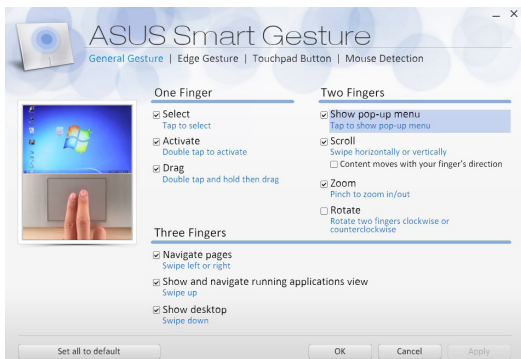 ASUS Smart Gesture
General Gesture | Edge Gesture | Touchpad Button | Mouse Detection
One Finger
Select
Tap to select
Activate
Double tap to activate
Drag
Double tap and hold then drag
Two Fingers
Show pop-up menu
Tap to show pop-up menu
Scroll
Swipe horizontally or vertically
Content moves with your finger's direction
Zoom
Pinch to zoom in/out
Rotate
Rotate two fingers clockwise or
counterclockwise
Three Fingers
Navigate pages
Swipe left or right
Show and navigate running applications view
Swipe up
Show desktop
Swipe down
Set all to default
OK
Cancel
Apply